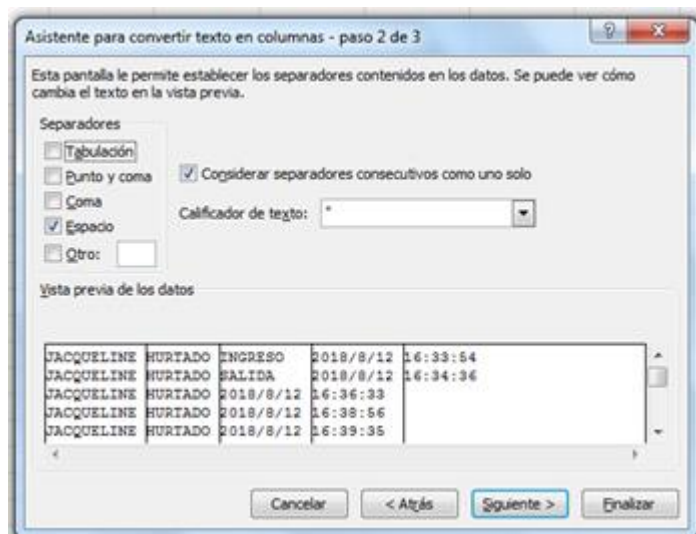 Asistente para convertir texto en columnas - paso 2 de 3
Esta pantalla le permite establecer los separadores contenidos en los datos. Se puede ver cómo
cambia el texto en la vista previa.
Separadores
Tabulación
Punto y coma
Coma
Espacio
Otro:
Considerar separadores consecutivos como uno solo
Calificador de texto: "
Vista previa de los datos
JACQUELINE HURTADO INGRESO 2018/8/12 16:33:54
JACQUELINE HURTADO SALIDA 2018/8/12 16:34:36
JACQUELINE HURTADO 2018/8/12 16:36:33
JACQUELINE HURTADO 2018/8/12 16:38:56
JACQUELINE HURTADO 2018/8/12 16:39:35
Cancelar < Atrás Siguiente > Finalizar